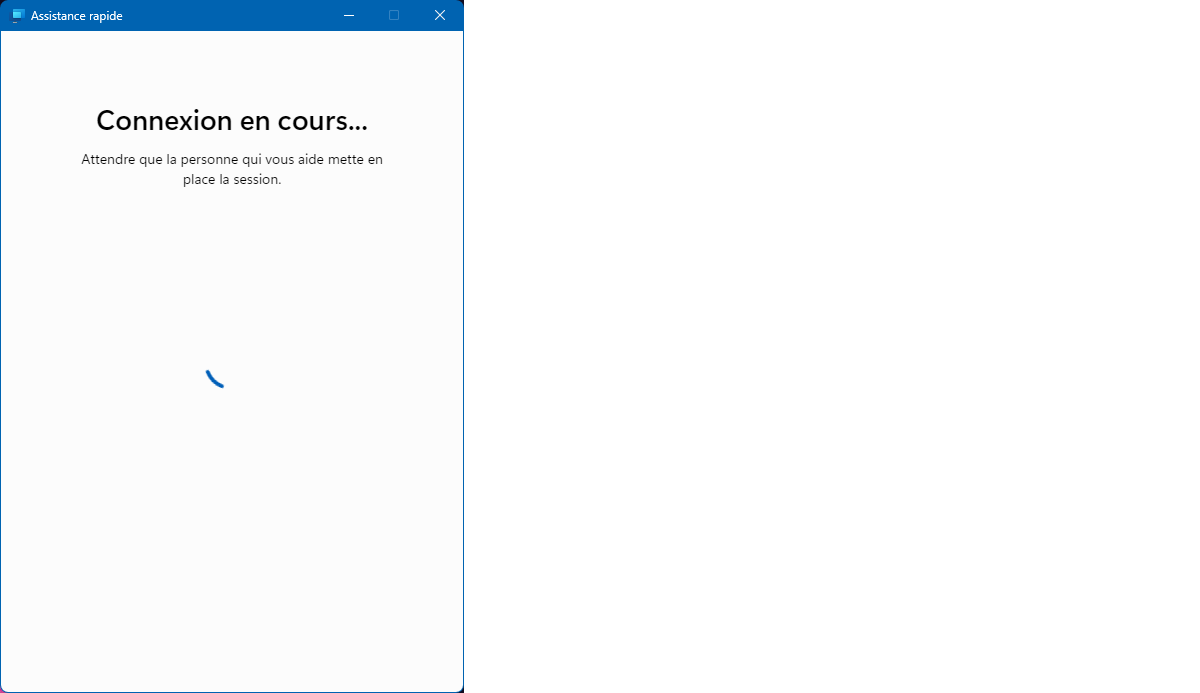 Assistance rapide
Connexion en cours...
Attendre que la personne qui vous aide mette en
place la session.